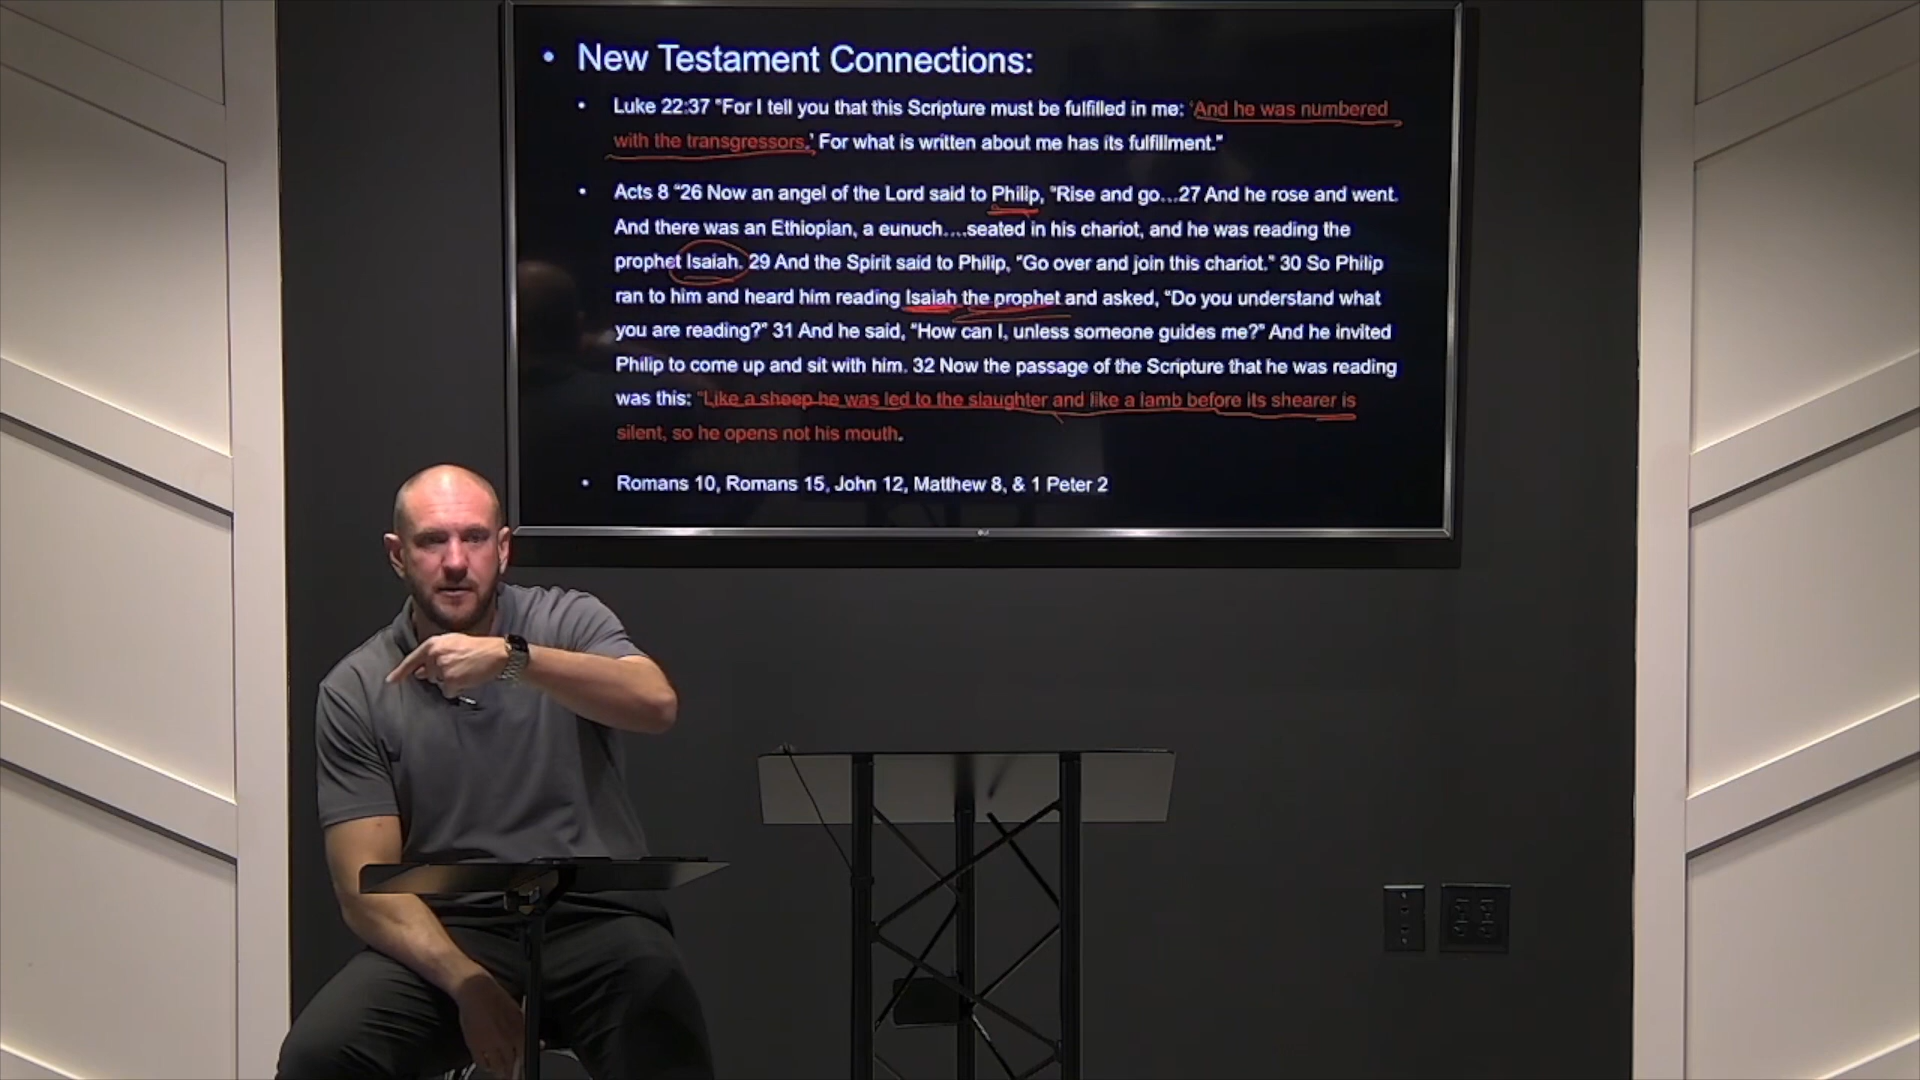 • New Testament Connections:
• Luke 22:37 "For I tell you that this Scripture must be fulfilled in me: 'And he was numbered
with the transgressors.' For what is written about me has its fulfillment."
• Acts 8 “26 Now an angel of the Lord said to Philip, "Rise and go...27 And he rose and went.
And there was an Ethiopian, a eunuch....seated in his chariot, and he was reading the
prophet Isaiah. 29 And the Spirit said to Philip, “Go over and join this chariot.” 30 So Philip
ran to him and heard him reading Isaiah the prophet and asked, “Do you understand what
you are reading?” 31 And he said, “How can I, unless someone guides me?” And he invited
Philip to come up and sit with him. 32 Now the passage of the Scripture that he was reading
was this: “Like a sheep he was led to the slaughter and like a lamb before its shearer is
silent, so he opens not his mouth.
• Romans 10, Romans 15, John 12, Matthew 8, & 1 Peter 2